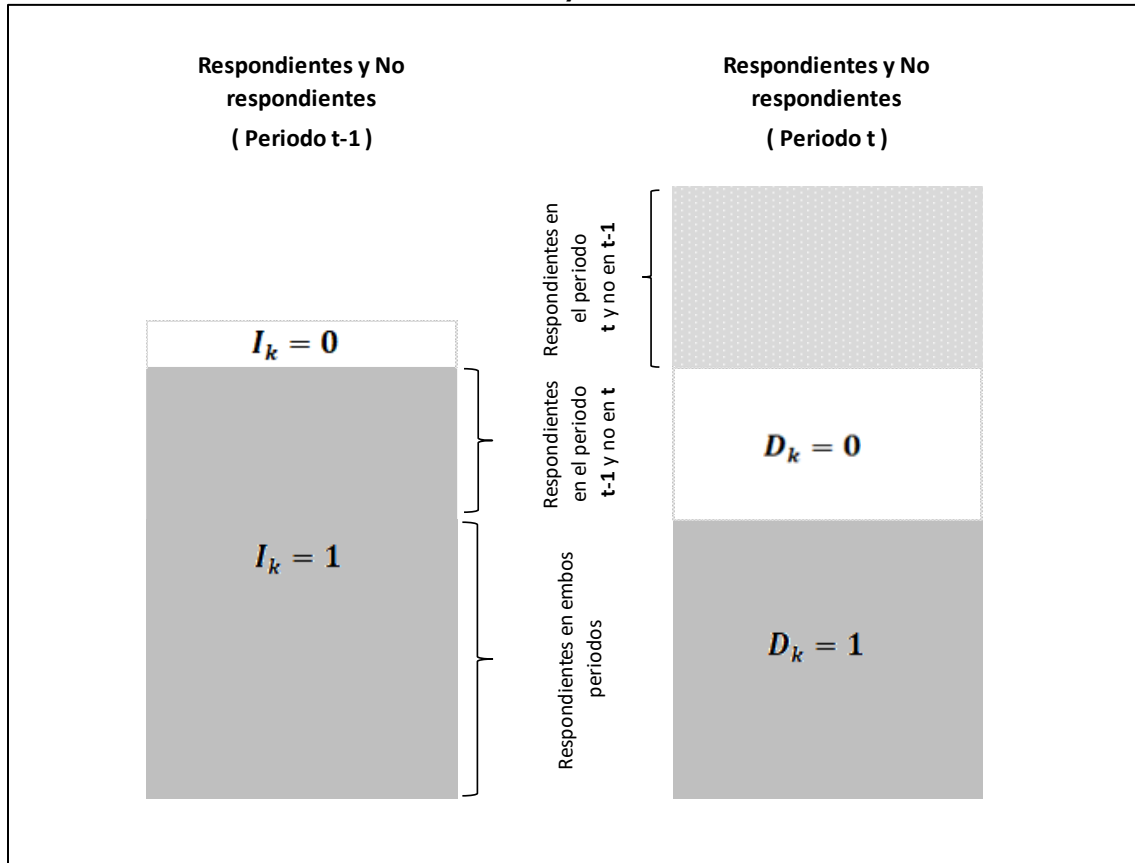 Respondientes y No
respondientes
( Periodo t-1 )
Respondientes y No
respondientes
( Periodo t )
Respondientes en
el periodo
t y no en t-1
I_k = 0
Respondientes
en el periodo
t-1 y no en t
D_k = 0
I_k = 1
Respondientes en embos
periodos
D_k = 1